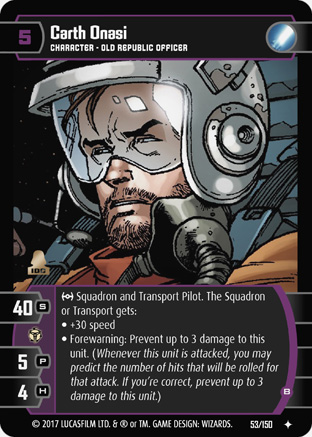 5 Carth Onasi
CHARACTER - OLD REPUBLIC OFFICER
IDG
40 S
5 P
4 H
Squadron and Transport Pilot. The Squadron
or Transport gets:
• +30 speed
• Forewarning: Prevent up to 3 damage to this
unit. (Whenever this unit is attacked, you may
predict the number of hits that will be rolled for
that attack. If you're correct, prevent up to 3
damage to this unit.)
B
© 2017 LUCASFILM LTD. & ® or TM. GAME DESIGN: WIZARDS. 53/150